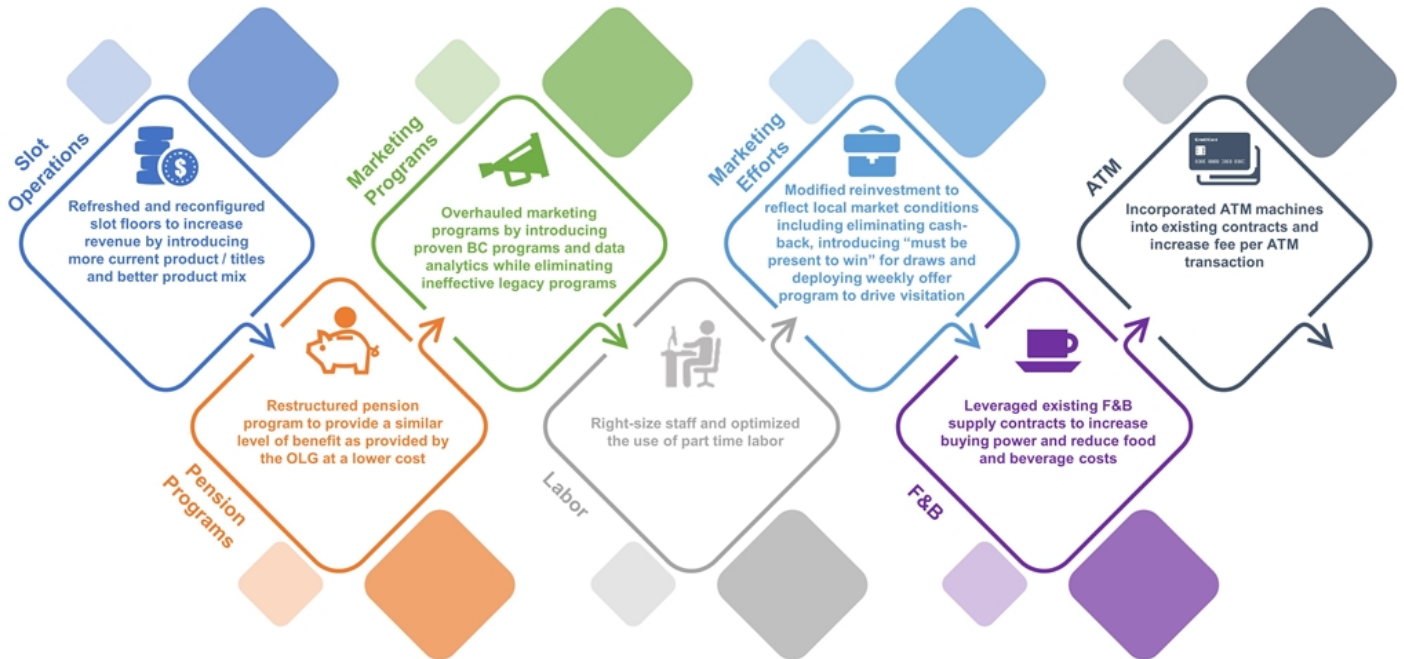 Slot
Operations
Refreshed and reconfigured
slot floors to increase
revenue by introducing
more current product / titles
and better product mix
Pension
Programs
Restructured pension
program to provide a similar
level of benefit as provided by
the OLG at a lower cost
Marketing
Programs
Overhauled marketing
programs by introducing
proven BC programs and data
analytics while eliminating
ineffective legacy programs
Labor
Right-size staff and optimized
the use of part time labor
Marketing
Efforts
Modified reinvestment to
reflect local market conditions
including eliminating cash-
back, introducing “must be
present to win” for draws and
deploying weekly offer
program to drive visitation
F&B
Leveraged existing F&B
supply contracts to increase
buying power and reduce food
and beverage costs
ATM
Incorporated ATM machines
into existing contracts and
increase fee per ATM
transaction